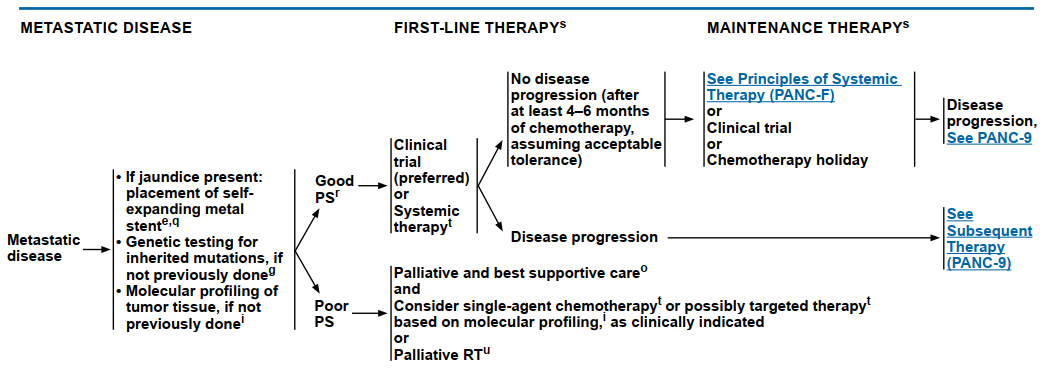 METASTATIC DISEASE
FIRST-LINE THERAPYˢ
MAINTENANCE THERAPYˢ
Metastatic
disease
• If jaundice present:
placement of self-
expanding metal
stentᵉ,q
• Genetic testing for
inherited mutations, if
not previously doneᵍ
• Molecular profiling of
tumor tissue, if not
previously doneⁱ
Good
PSʳ
Clinical
trial
(preferred)
or
Systemic
therapyᵗ
No disease
progression (after
at least 4–6 months
of chemotherapy,
assuming acceptable
tolerance)
See Principles of Systemic
Therapy (PANC-F)
or
Clinical trial
or
Chemotherapy holiday
Disease
progression,
See PANC-9
Disease progression
See
Subsequent
Therapy
(PANC-9)
Poor
PS
Palliative and best supportive careᵒ
and
Consider single-agent chemotherapyᵗ or possibly targeted therapyᵗ
based on molecular profiling,ⁱ as clinically indicated
or
Palliative RTᵘ